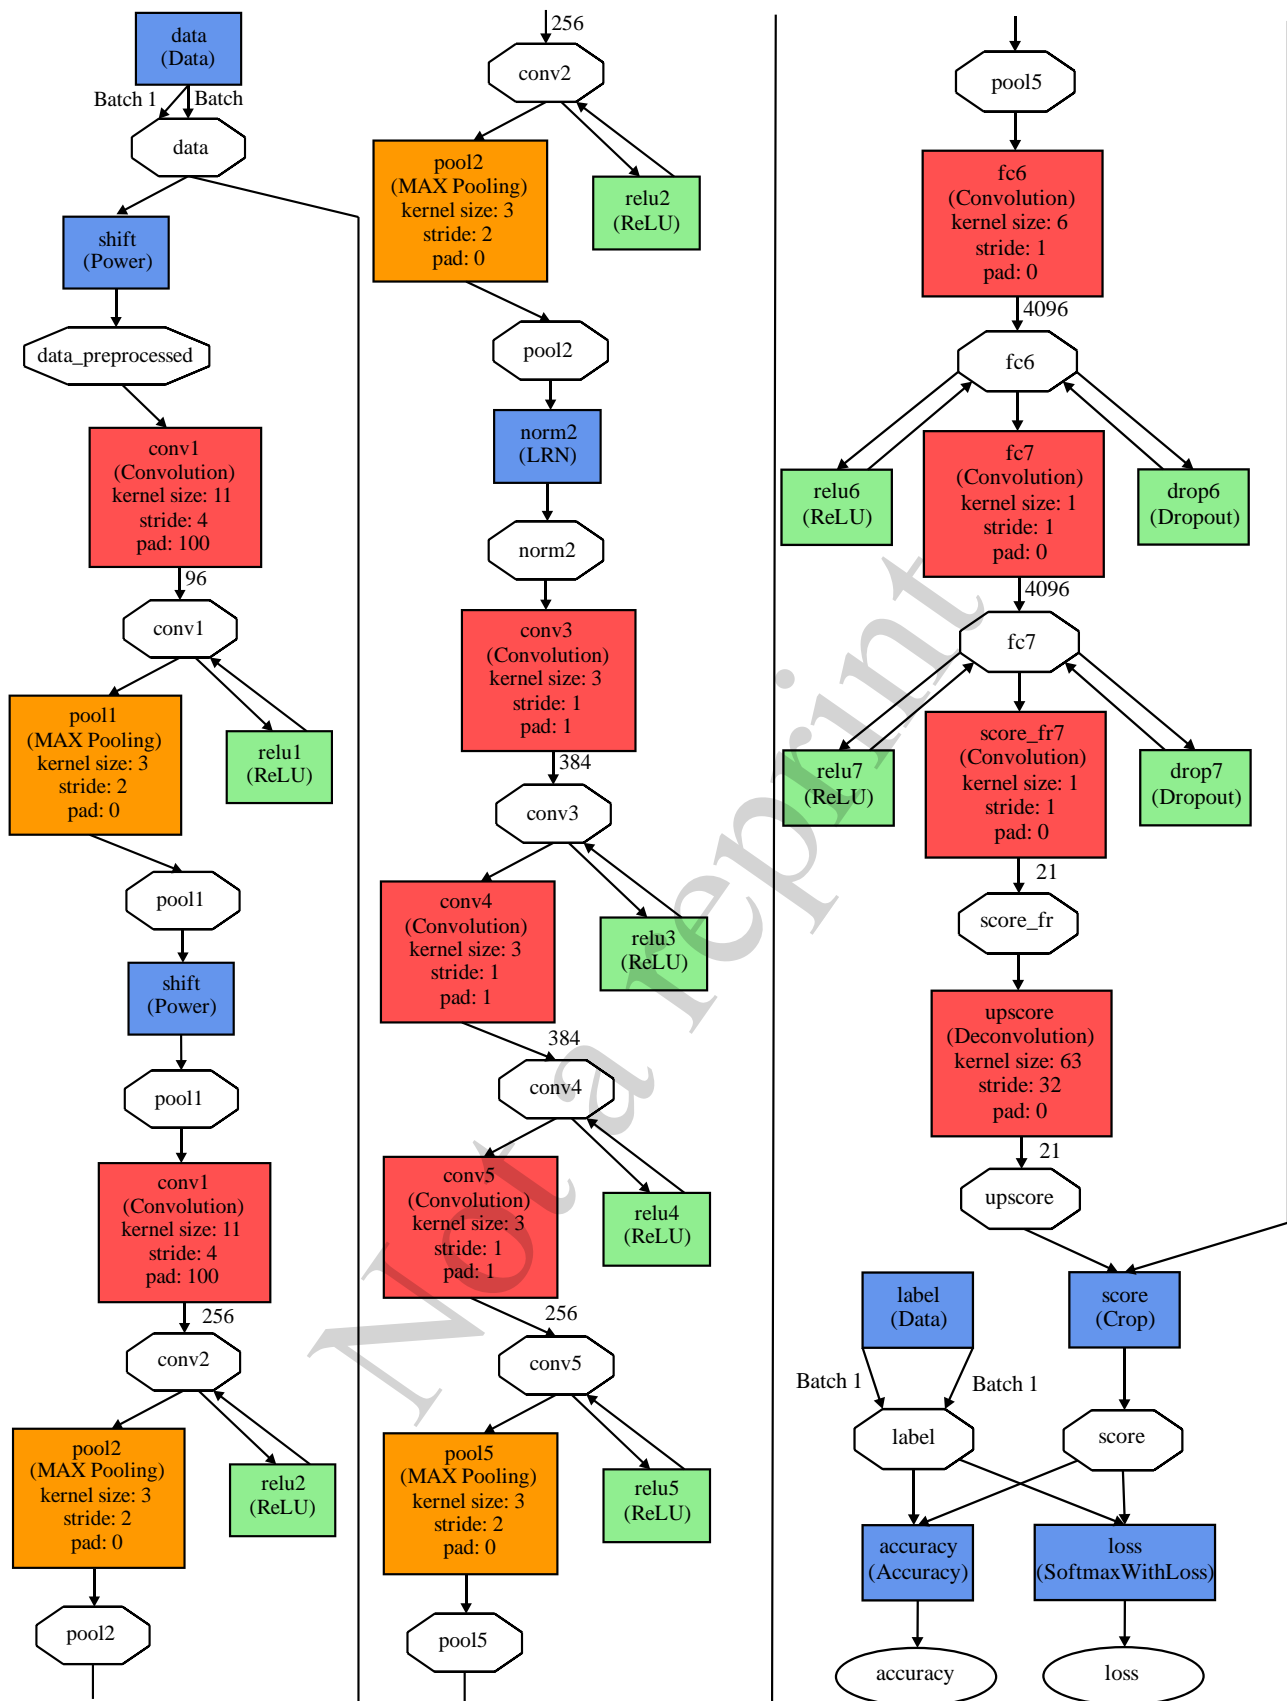 data
(Data)
Batch 1
Batch
data
shift
(Power)
data_preprocessed
conv1
(Convolution)
kernel size: 11
stride: 4
pad: 100
96
conv1
pool1
(MAX Pooling)
kernel size: 3
stride: 2
pad: 0
relu1
(ReLU)
pool1
shift
(Power)
pool1
conv1
(Convolution)
kernel size: 11
stride: 4
pad: 100
256
conv2
pool2
(MAX Pooling)
kernel size: 3
stride: 2
pad: 0
relu2
(ReLU)
pool2
256
conv2
pool2
(MAX Pooling)
kernel size: 3
stride: 2
pad: 0
relu2
(ReLU)
pool2
norm2
(LRN)
norm2
conv3
(Convolution)
kernel size: 3
stride: 1
pad: 1
384
conv3
conv4
(Convolution)
kernel size: 3
stride: 1
pad: 1
relu3
(ReLU)
384
conv4
conv5
(Convolution)
kernel size: 3
stride: 1
pad: 1
relu4
(ReLU)
256
conv5
pool5
(MAX Pooling)
kernel size: 3
stride: 2
pad: 0
relu5
(ReLU)
pool5
pool5
fc6
(Convolution)
kernel size: 6
stride: 1
pad: 0
4096
fc6
relu6
(ReLU)
fc7
(Convolution)
kernel size: 1
stride: 1
pad: 0
drop6
(Dropout)
4096
fc7
relu7
(ReLU)
score_fr7
(Convolution)
kernel size: 1
stride: 1
pad: 0
drop7
(Dropout)
21
score_fr
upscore
(Deconvolution)
kernel size: 63
stride: 32
pad: 0
21
upscore
label
(Data)
score
(Crop)
Batch 1
Batch 1
label
score
accuracy
(Accuracy)
loss
(SoftmaxWithLoss)
accuracy
loss
Not a reprint